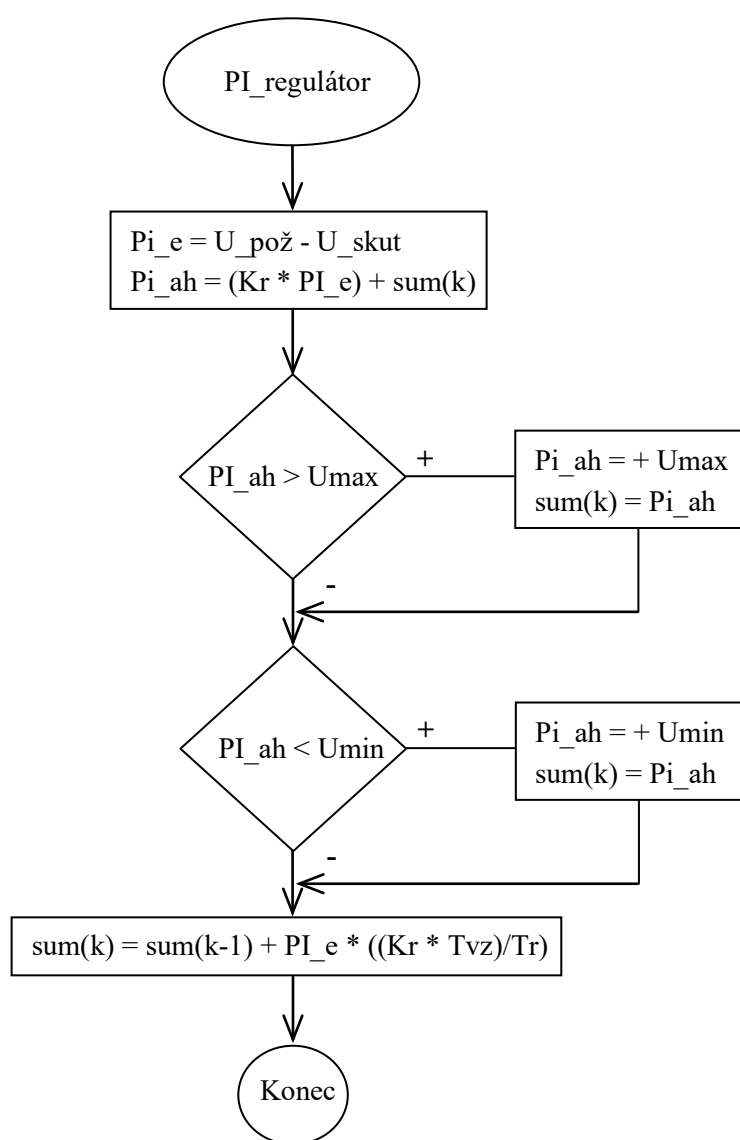 PI_regulátor
Pi_e = U_pož - U_skut
Pi_ah = (Kr * PI_e) + sum(k)
PI_ah > Umax
+
Pi_ah = + Umax
sum(k) = Pi_ah
-
PI_ah < Umin
+
Pi_ah = + Umin
sum(k) = Pi_ah
-
sum(k) = sum(k-1) + PI_e * ((Kr * Tvz)/Tr)
Konec